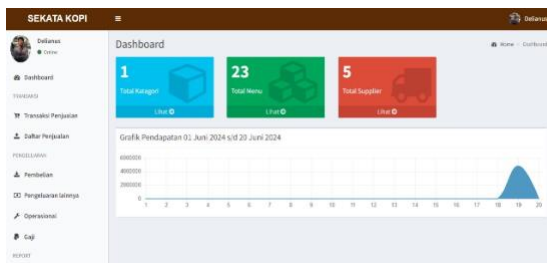 SEKATA KOPI
Delianus
Delianus
Online
Dashboard
TRANSAKSI
Transaksi Penjualan
Daftar Penjualan
PENGELUARAN
Pembelian
Pengeluaran lainnya
Operasional
Gaji
REPORT
Dashboard
Home / Dashboard
1
Total Kategori
Lihat
23
Total Menu
Lihat
5
Total Supplier
Lihat
Grafik Pendapatan 01 Juni 2024 s/d 20 Juni 2024
6000000
4000000
2000000
0
1 2 3 4 5 6 7 8 9 10 11 12 13 14 15 16 17 18 19 20